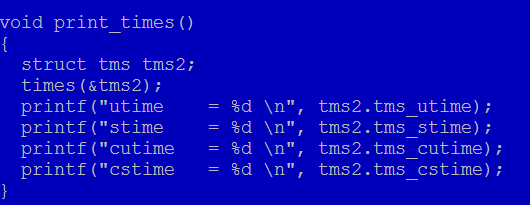 void print_times()
{
  struct tms tms2;
  times(&tms2);
  printf("utime    = %d \n", tms2.tms_utime);
  printf("stime    = %d \n", tms2.tms_stime);
  printf("cutime   = %d \n", tms2.tms_cutime);
  printf("cstime   = %d \n", tms2.tms_cstime);
}